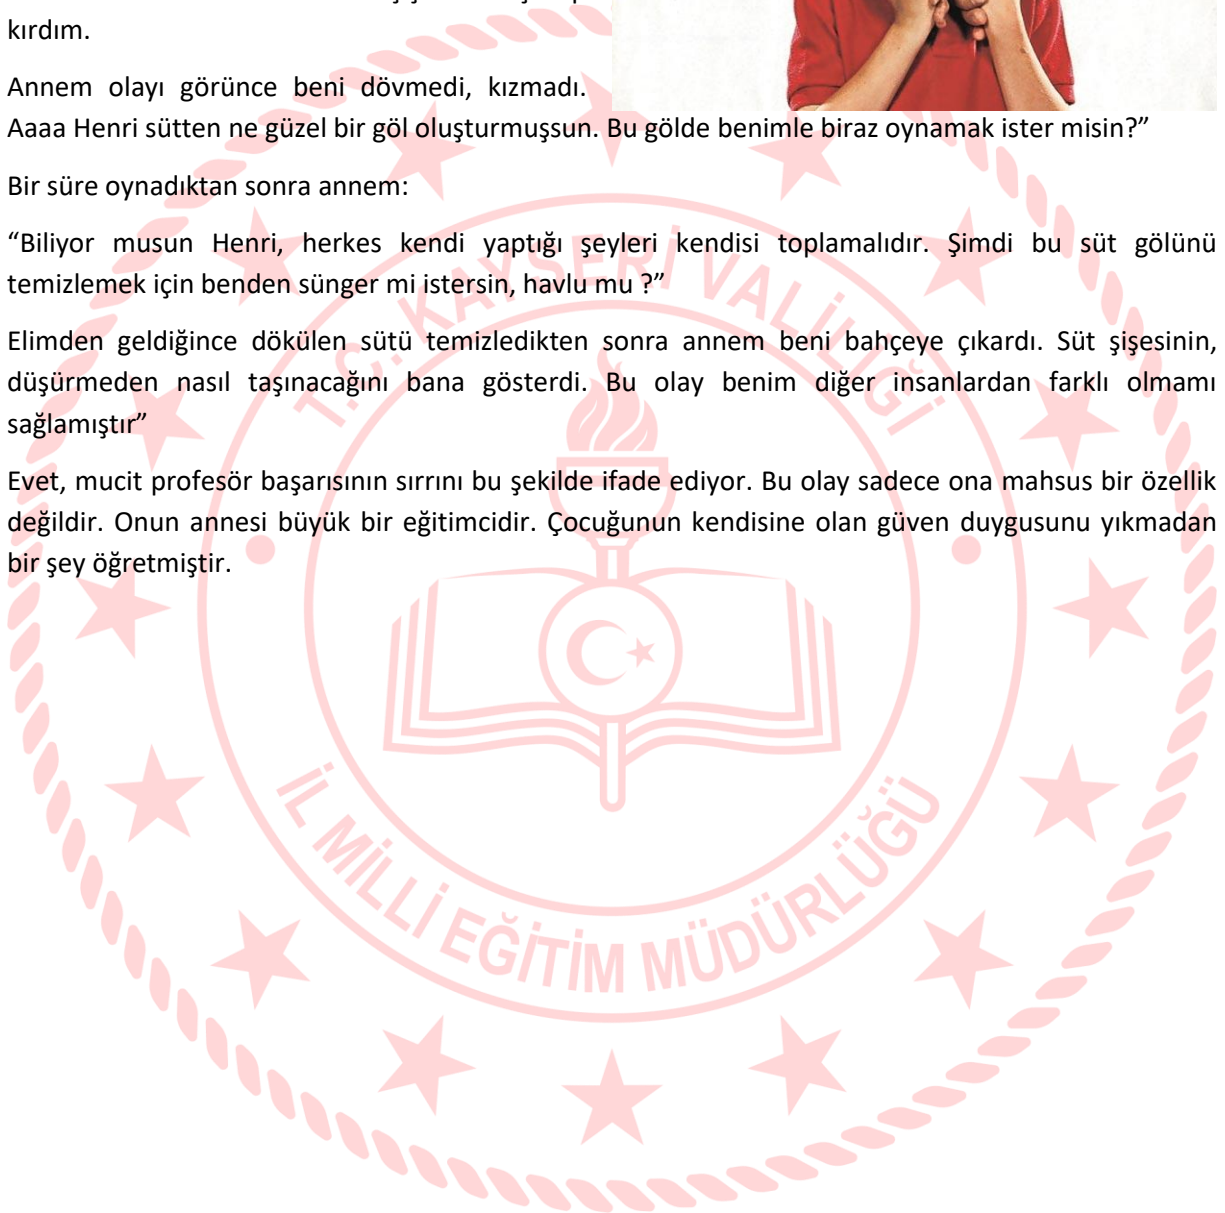 kırdım.
Annem olayı görünce beni dövmedi, kızmadı.
Aaaa Henri sütten ne güzel bir göl oluşturmuşsun. Bu gölde benimle biraz oynamak ister misin?”
Bir süre oynadıktan sonra annem:
“Biliyor musun Henri, herkes kendi yaptığı şeyleri kendisi toplamalıdır. Şimdi bu süt gölünü
temizlemek için benden sünger mi istersin, havlu mu ?”
Elimden geldiğince dökülen sütü temizledikten sonra annem beni bahçeye çıkardı. Süt şişesinin,
düşürmeden nasıl taşınacağını bana gösterdi. Bu olay benim diğer insanlardan farklı olmamı
sağlamıştır”
Evet, mucit profesör başarısının sırrını bu şekilde ifade ediyor. Bu olay sadece ona mahsus bir özellik
değildir. Onun annesi büyük bir eğitimcidir. Çocuğunun kendisine olan güven duygusunu yıkmadan
bir şey öğretmiştir.
T.C. KAYSERİ VALİLİĞİ
İL MİLLİ EĞİTİM MÜDÜRLÜĞÜ